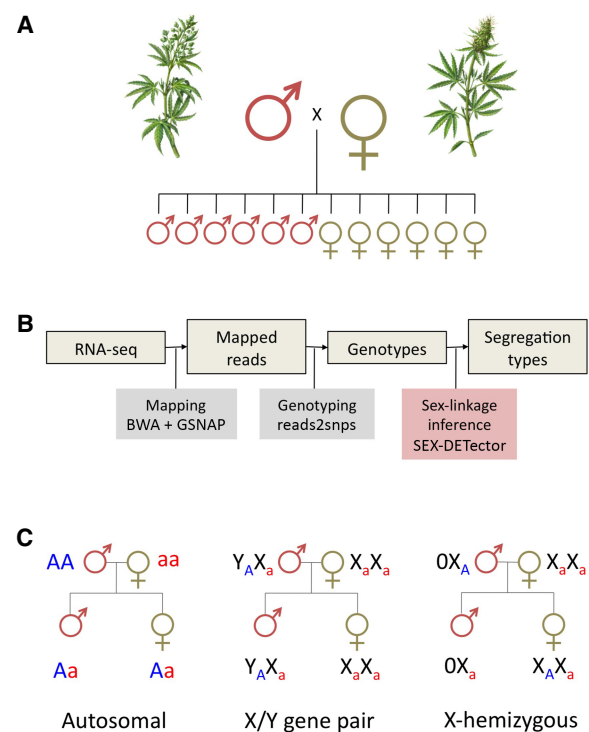 A
X
B
RNA-seq
Mapped
reads
Genotypes
Segregation
types
Mapping
BWA + GSNAP
Genotyping
reads2snps
Sex-linkage
inference
SEX-DETector
C
AA aa
Aa Aa
Autosomal
YAXa XaXa
YAXa XaXa
X/Y gene pair
0XA XaXa
0Xa XAXa
X-hemizygous